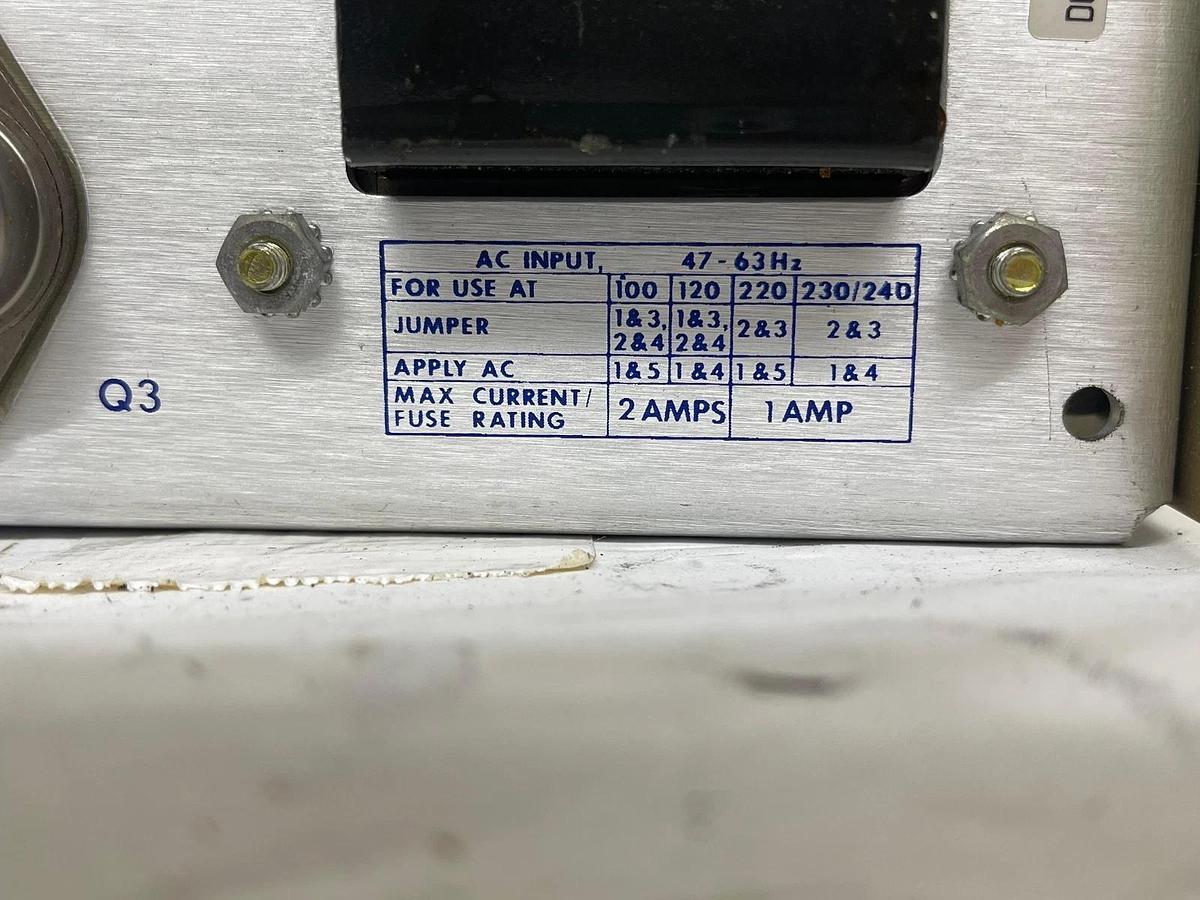 AC INPUT, 47-63Hz
FOR USE AT 100 120 220 230/240
JUMPER 1&3, 2&4 1&3, 2&4 2&3 2&3
APPLY AC 1&5 1&4 1&5 1&4
MAX CURRENT/ FUSE RATING 2 AMPS 1 AMP
Q3